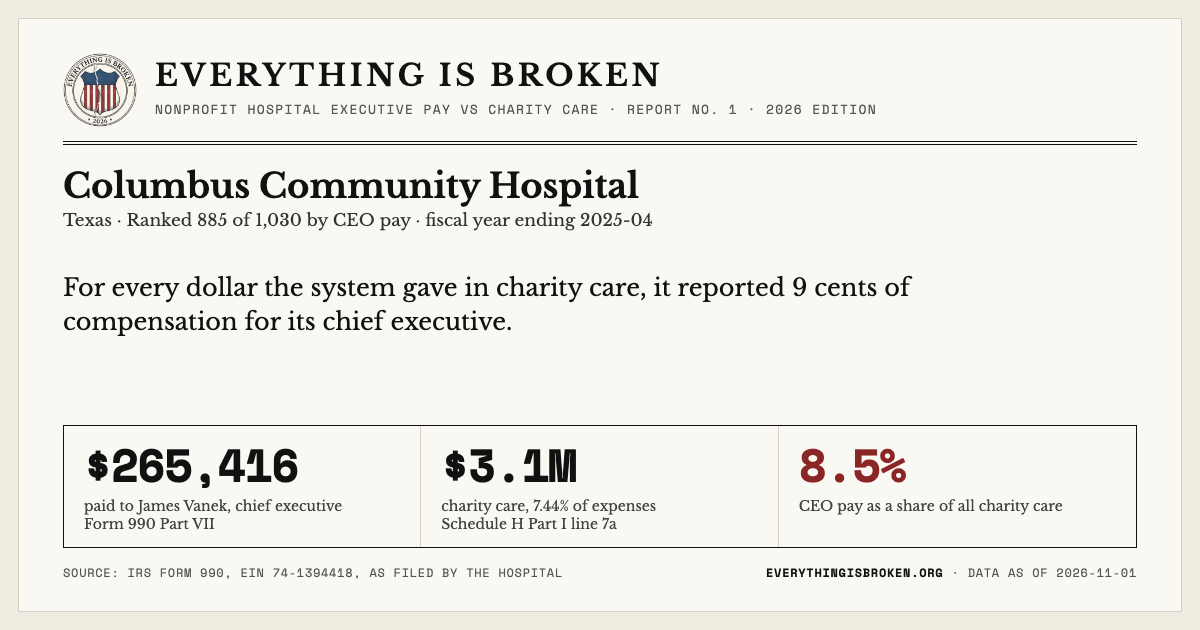 EVERYTHING IS BROKEN
2026
EVERYTHING IS BROKEN
NONPROFIT HOSPITAL EXECUTIVE PAY VS CHARITY CARE · REPORT NO. 1 · 2026 EDITION
Columbus Community Hospital
Texas · Ranked 885 of 1,030 by CEO pay · fiscal year ending 2025-04
For every dollar the system gave in charity care, it reported 9 cents of
compensation for its chief executive.
$265,416
paid to James Vanek, chief executive
Form 990 Part VII
$3.1M
charity care, 7.44% of expenses
Schedule H Part I line 7a
8.5%
CEO pay as a share of all charity care
SOURCE: IRS FORM 990, EIN 74-1394418, AS FILED BY THE HOSPITAL
EVERYTHINGISBROKEN.ORG · DATA AS OF 2026-11-01